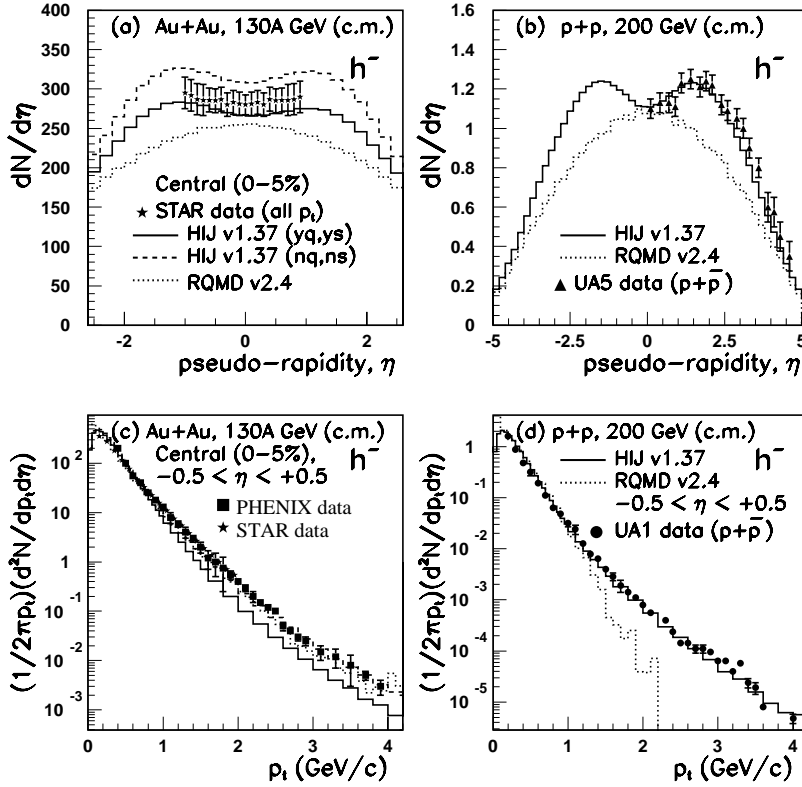 (a) Au+Au, 130A GeV (c.m.)
h⁻
dN/dη
400
350
300
250
200
150
100
50
0
Central (0−5%)
★ STAR data (all pₜ)
HIJ v1.37 (yq,ys)
HIJ v1.37 (nq,ns)
RQMD v2.4
-2 0 2
pseudo−rapidity, η
(b) p+p, 200 GeV (c.m.)
h⁻
dN/dη
1.6
1.4
1.2
1
0.8
0.6
0.4
0.2
0
HIJ v1.37
RQMD v2.4
▲ UA5 data (p+p̅)
-5 -2.5 0 2.5 5
pseudo−rapidity, η
(c) Au+Au, 130A GeV (c.m.)
Central (0−5%), h⁻
−0.5 < η < +0.5
■ PHENIX data
★ STAR data
(1/2πpₜ)(d²N/dpₜdη)
10²
10
1
10⁻¹
10⁻²
10⁻³
0 1 2 3 4
pₜ (GeV/c)
(d) p+p, 200 GeV (c.m.)
HIJ v1.37 h⁻
RQMD v2.4
−0.5 < η < +0.5
● UA1 data (p+p̅)
(1/2πpₜ)(d²N/dpₜdη)
1
10⁻¹
10⁻²
10⁻³
10⁻⁴
10⁻⁵
0 1 2 3 4
pₜ (GeV/c)